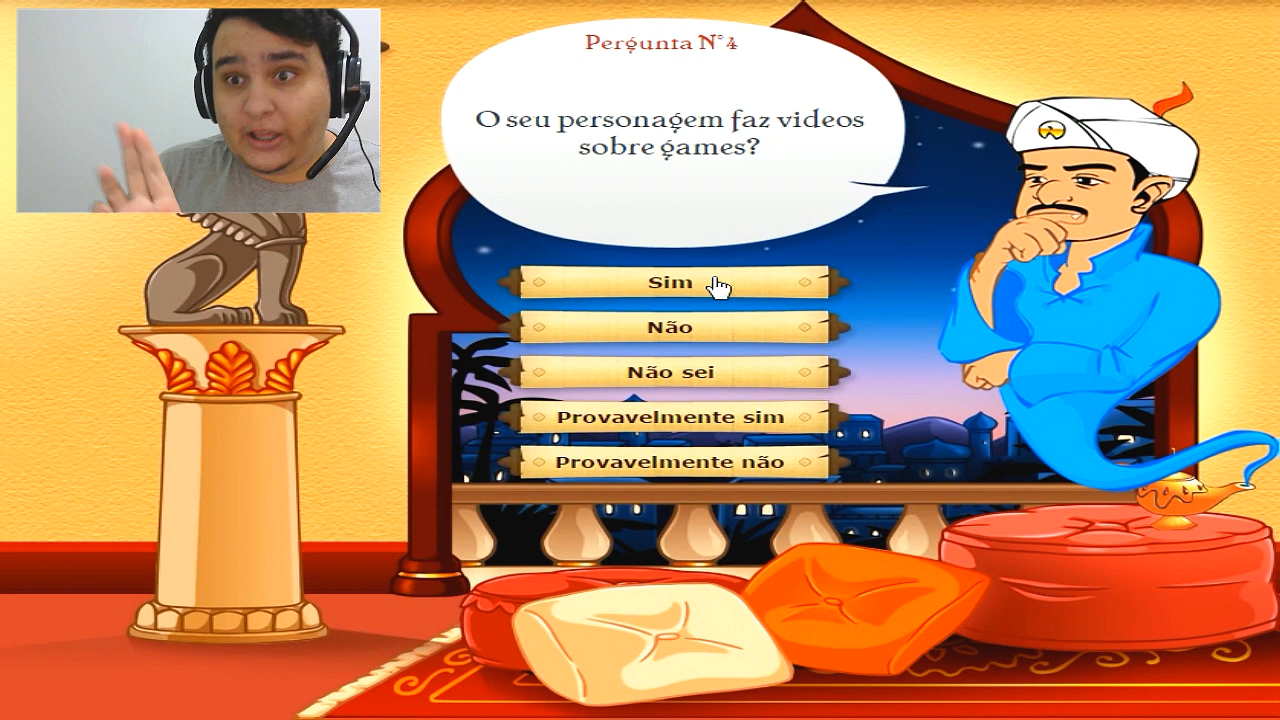 Pergunta N°4
O seu personagem faz videos
sobre games?
Sim
Não
Não sei
Provavelmente sim
Provavelmente não